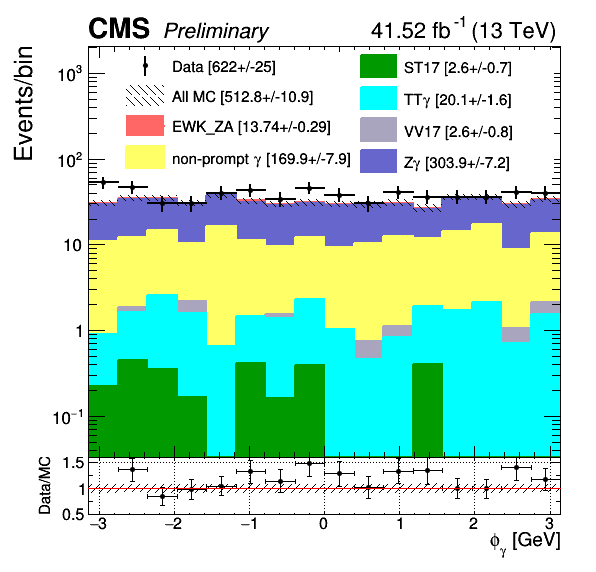 CMS Preliminary 41.52 fb⁻¹ (13 TeV)
Events/bin
Data [622+/-25]
All MC [512.8+/-10.9]
EWK_ZA [13.74+/-0.29]
non-prompt γ [169.9+/-7.9]
ST17 [2.6+/-0.7]
TTγ [20.1+/-1.6]
VV17 [2.6+/-0.8]
Zγ [303.9+/-7.2]
10³
10²
10
1
10⁻¹
Data/MC
1.5
1
0.5
−3 −2 −1 0 1 2 3
ϕγ [GeV]